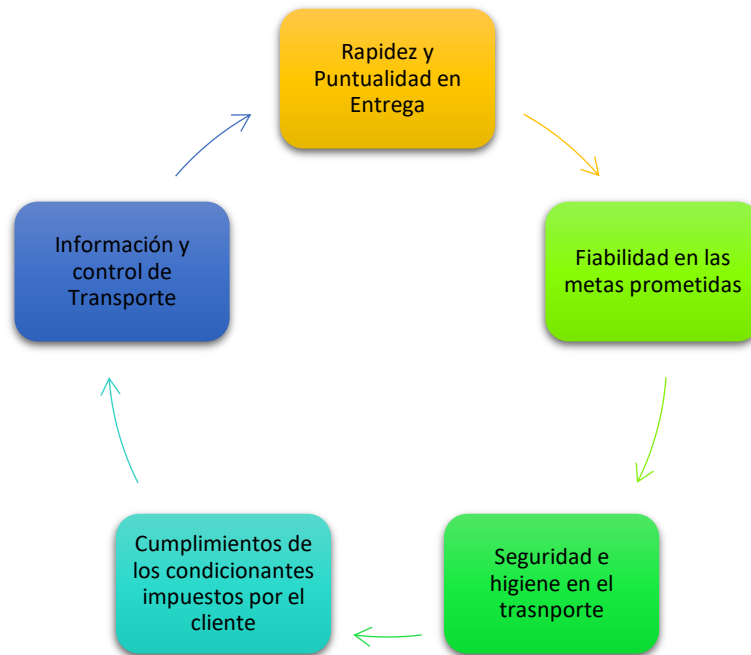 Rapidez y
Puntualidad en
Entrega
Fiabilidad en las
metas prometidas
Seguridad e
higiene en el
trasnporte
Cumplimientos de
los condicionantes
impuestos por el
cliente
Información y
control de
Transporte